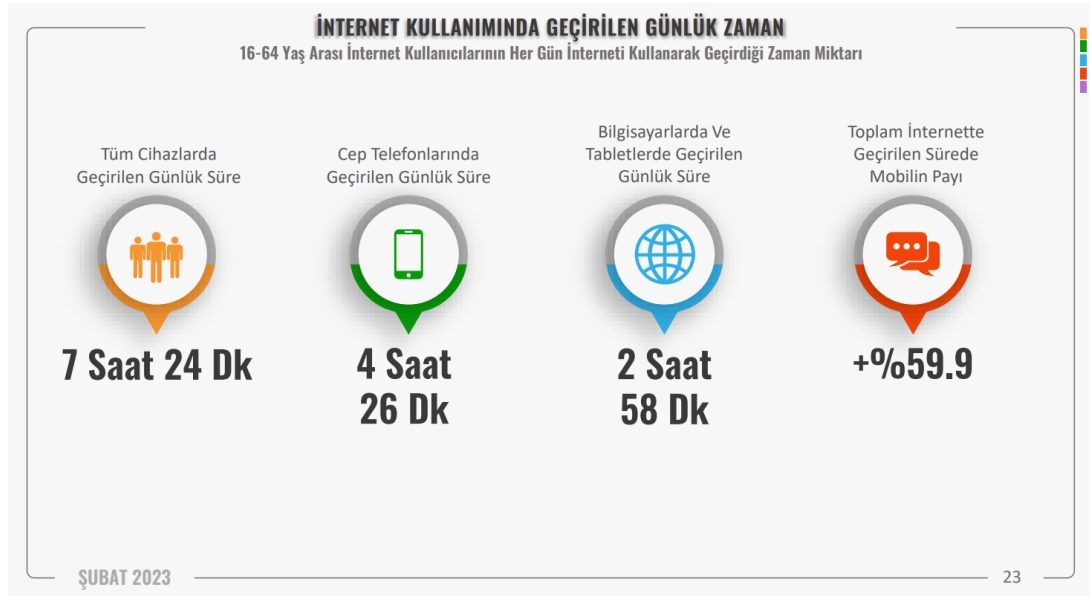 İNTERNET KULLANIMINDA GEÇİRİLEN GÜNLÜK ZAMAN
16-64 Yaş Arası İnternet Kullanıcılarının Her Gün İnterneti Kullanarak Geçirdiği Zaman Miktarı
Tüm Cihazlarda
Geçirilen Günlük Süre
7 Saat 24 Dk
Cep Telefonlarında
Geçirilen Günlük Süre
4 Saat
26 Dk
Bilgisayarlarda Ve
Tabletlerde Geçirilen
Günlük Süre
2 Saat
58 Dk
Toplam İnternette
Geçirilen Sürede
Mobilin Payı
+%59.9
ŞUBAT 2023
23